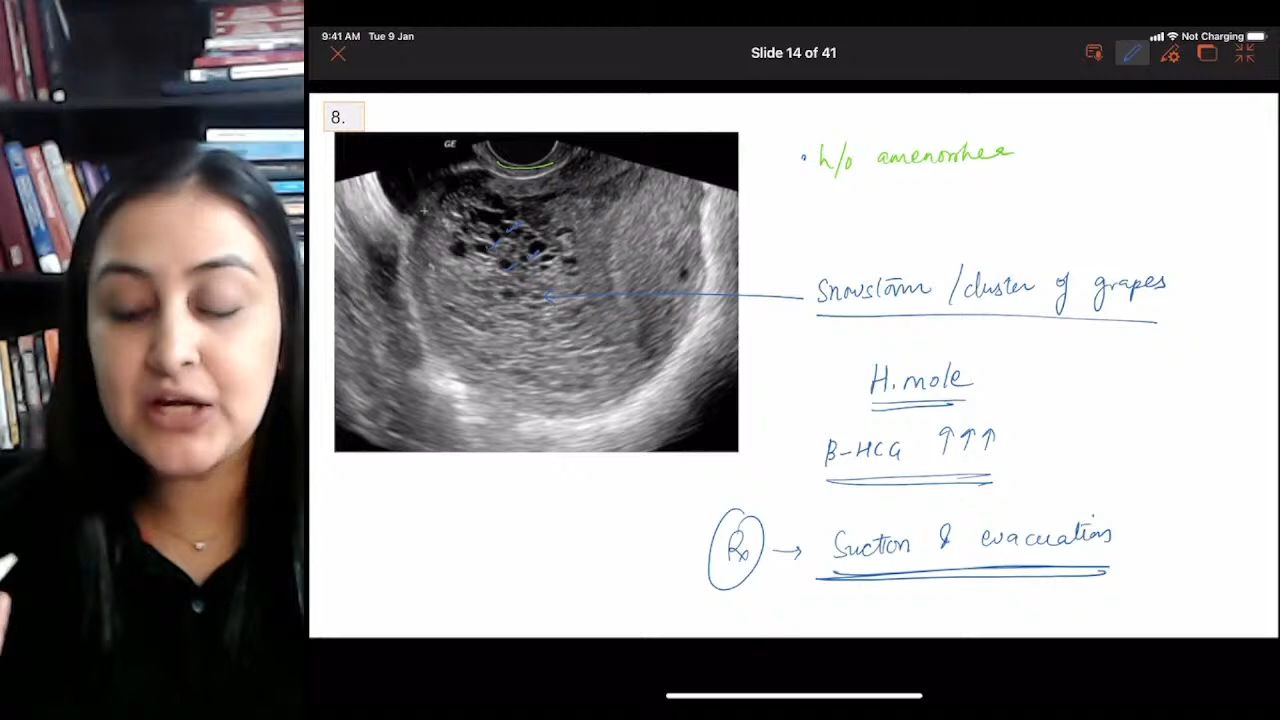 9:41 AM Tue 9 Jan
Not Charging
Slide 14 of 41
8.
GE
h/o amenorrhea
Snowstorm / cluster of grapes
H. mole
β-HCG ↑↑↑
Rx → Suction & evacuation